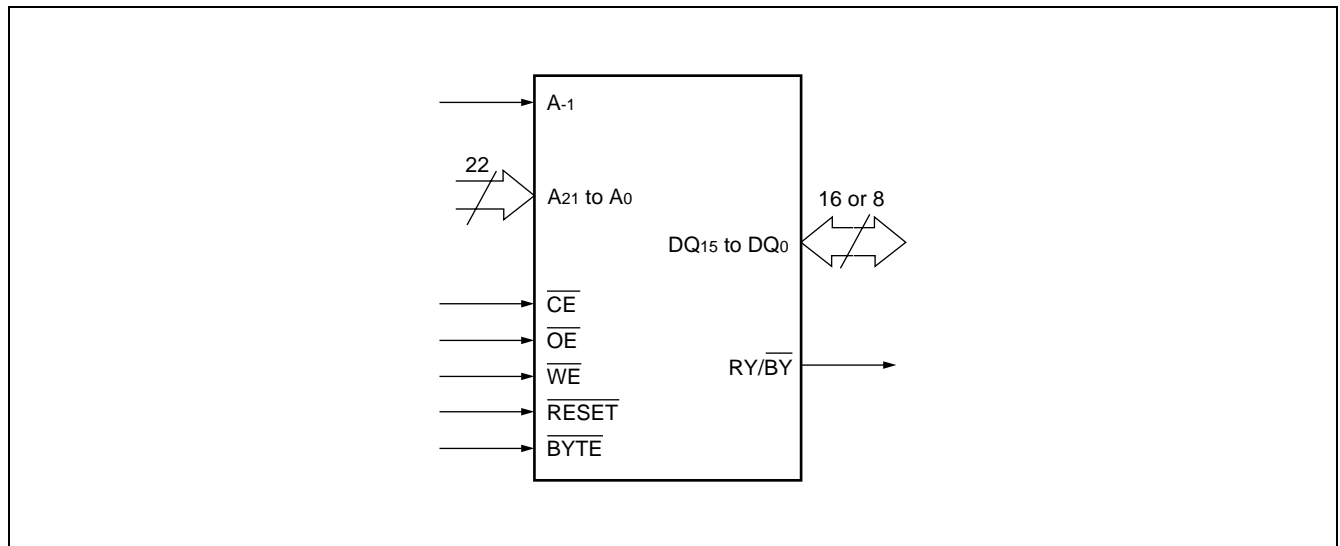 A-1
22
A21 to A0
16 or 8
DQ15 to DQ0
CE
OE
WE
RY/BY
RESET
BYTE